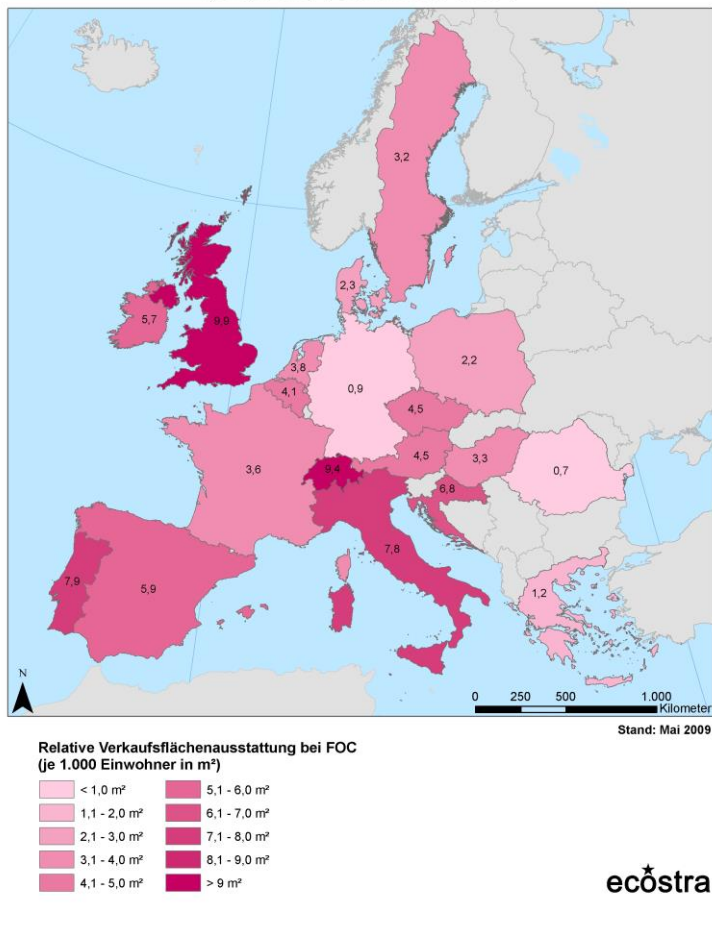 3,2
2,3
5,7
9,9
3,8
2,2
0,9
4,1
4,5
4,5
3,3
3,6
9,4
0,7
6,8
7,8
7,9
5,9
1,2
N
0 250 500 1.000
Kilometer
Stand: Mai 2009
Relative Verkaufsflächenausstattung bei FOC
(je 1.000 Einwohner in m²)
< 1,0 m²
1,1 - 2,0 m²
2,1 - 3,0 m²
3,1 - 4,0 m²
4,1 - 5,0 m²
5,1 - 6,0 m²
6,1 - 7,0 m²
7,1 - 8,0 m²
8,1 - 9,0 m²
> 9 m²
ecostra